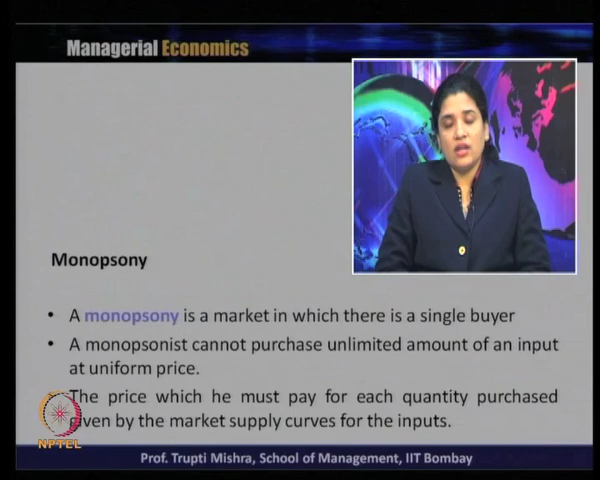 Managerial Economics
Monopsony
• A monopsony is a market in which there is a single buyer
• A monopsonist cannot purchase unlimited amount of an input
at uniform price.
The price which he must pay for each quantity purchased
given by the market supply curves for the inputs.
NPTEL
Prof. Trupti Mishra, School of Management, IIT Bombay